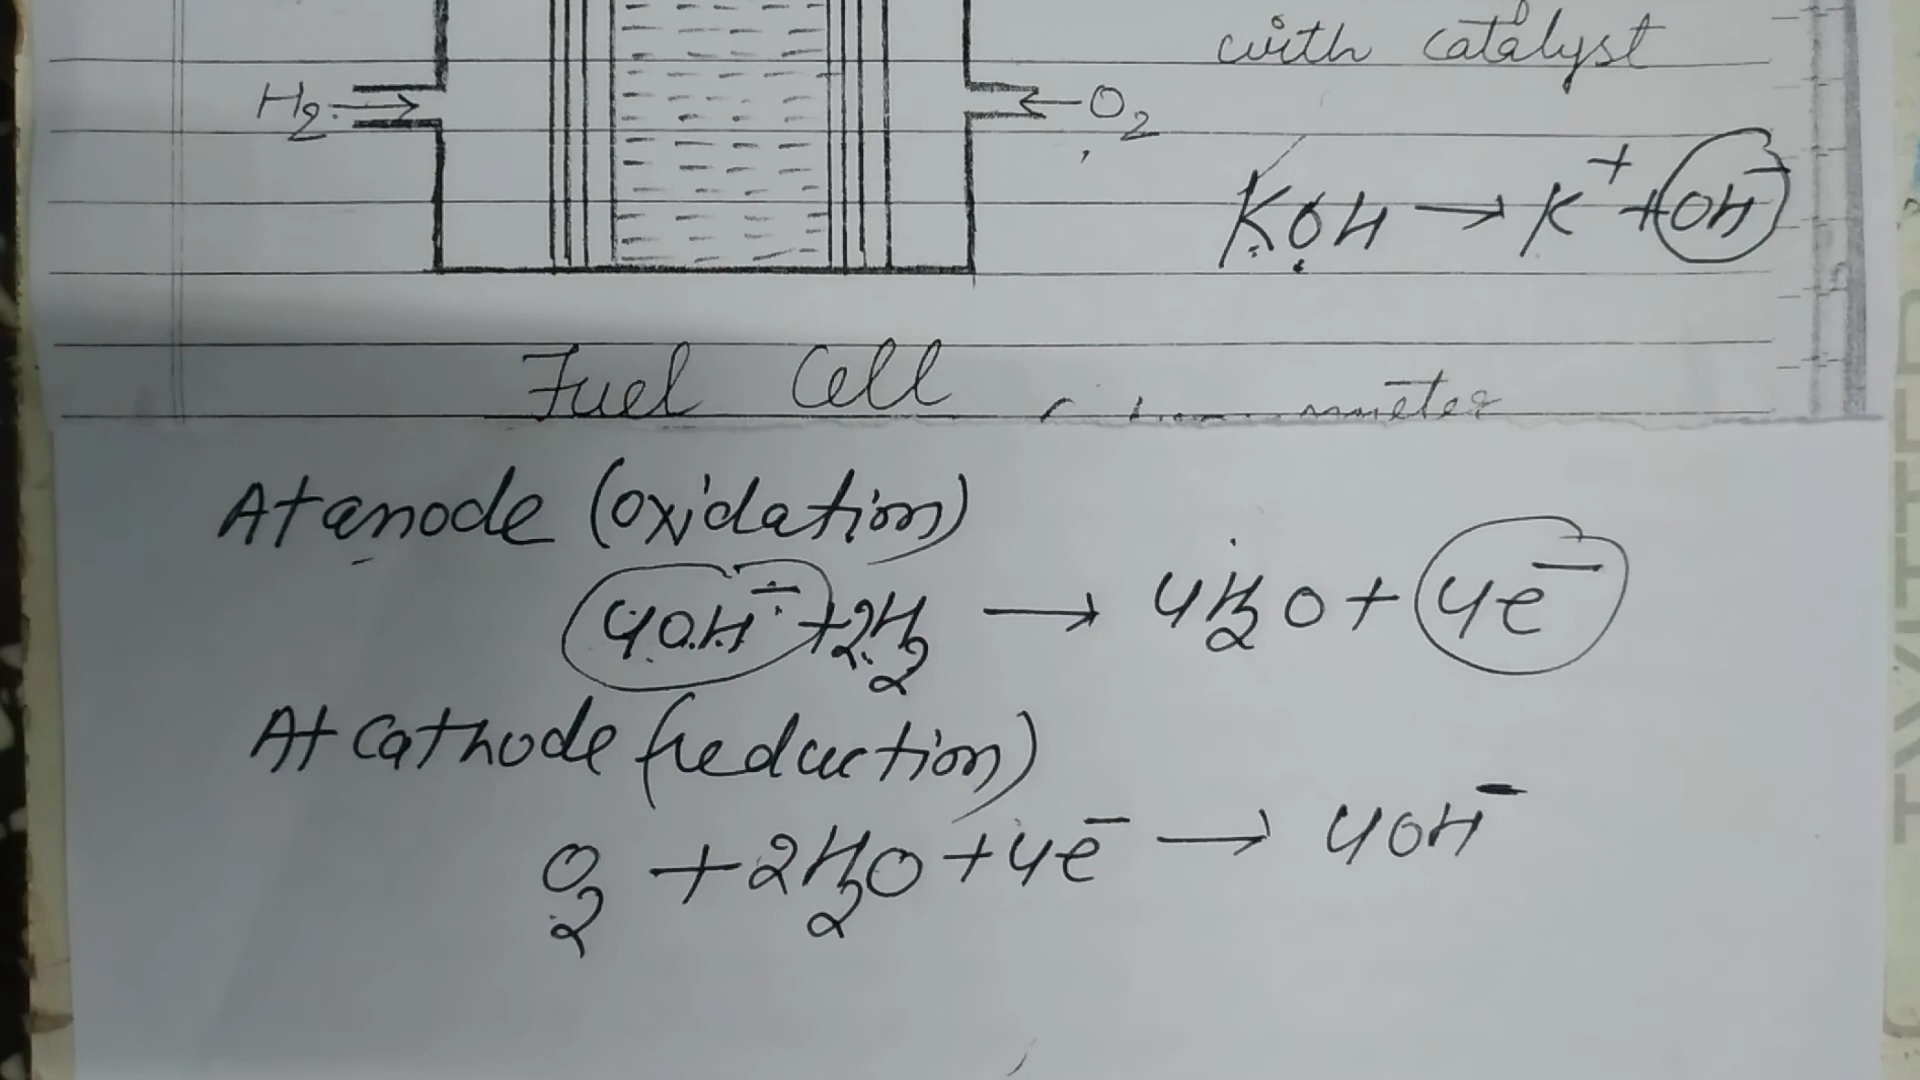 with catalyst
H2 → ← O2
KOH → K+ + OH-
Fuel Cell
At anode (oxidation)
4OH- + 2H2 → 4H2O + 4e-
At cathode (reduction)
O2 + 2H2O + 4e- → 4OH-